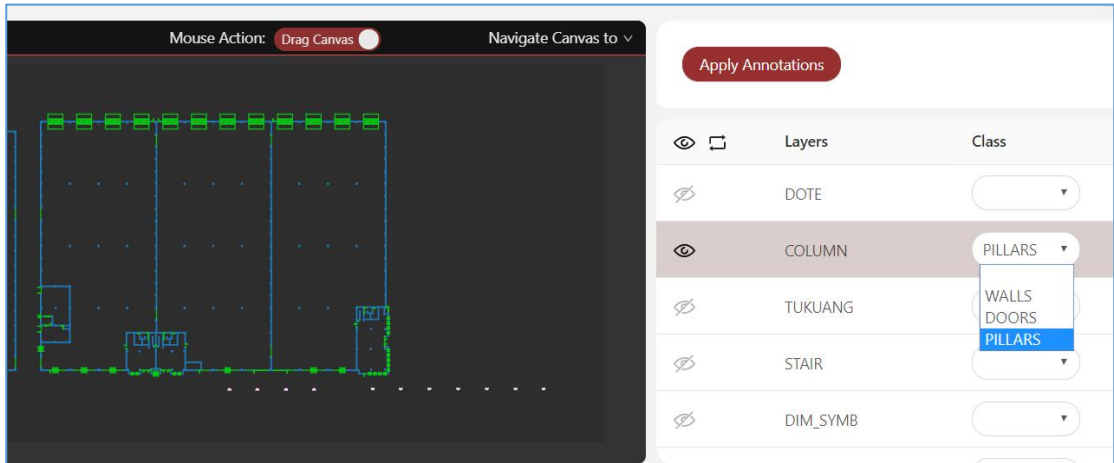 Mouse Action: Drag Canvas Navigate Canvas to
Apply Annotations
Layers Class
DOTE
COLUMN PILLARS
WALLS
TUKUANG
DOORS
PILLARS
STAIR
DIM_SYMB